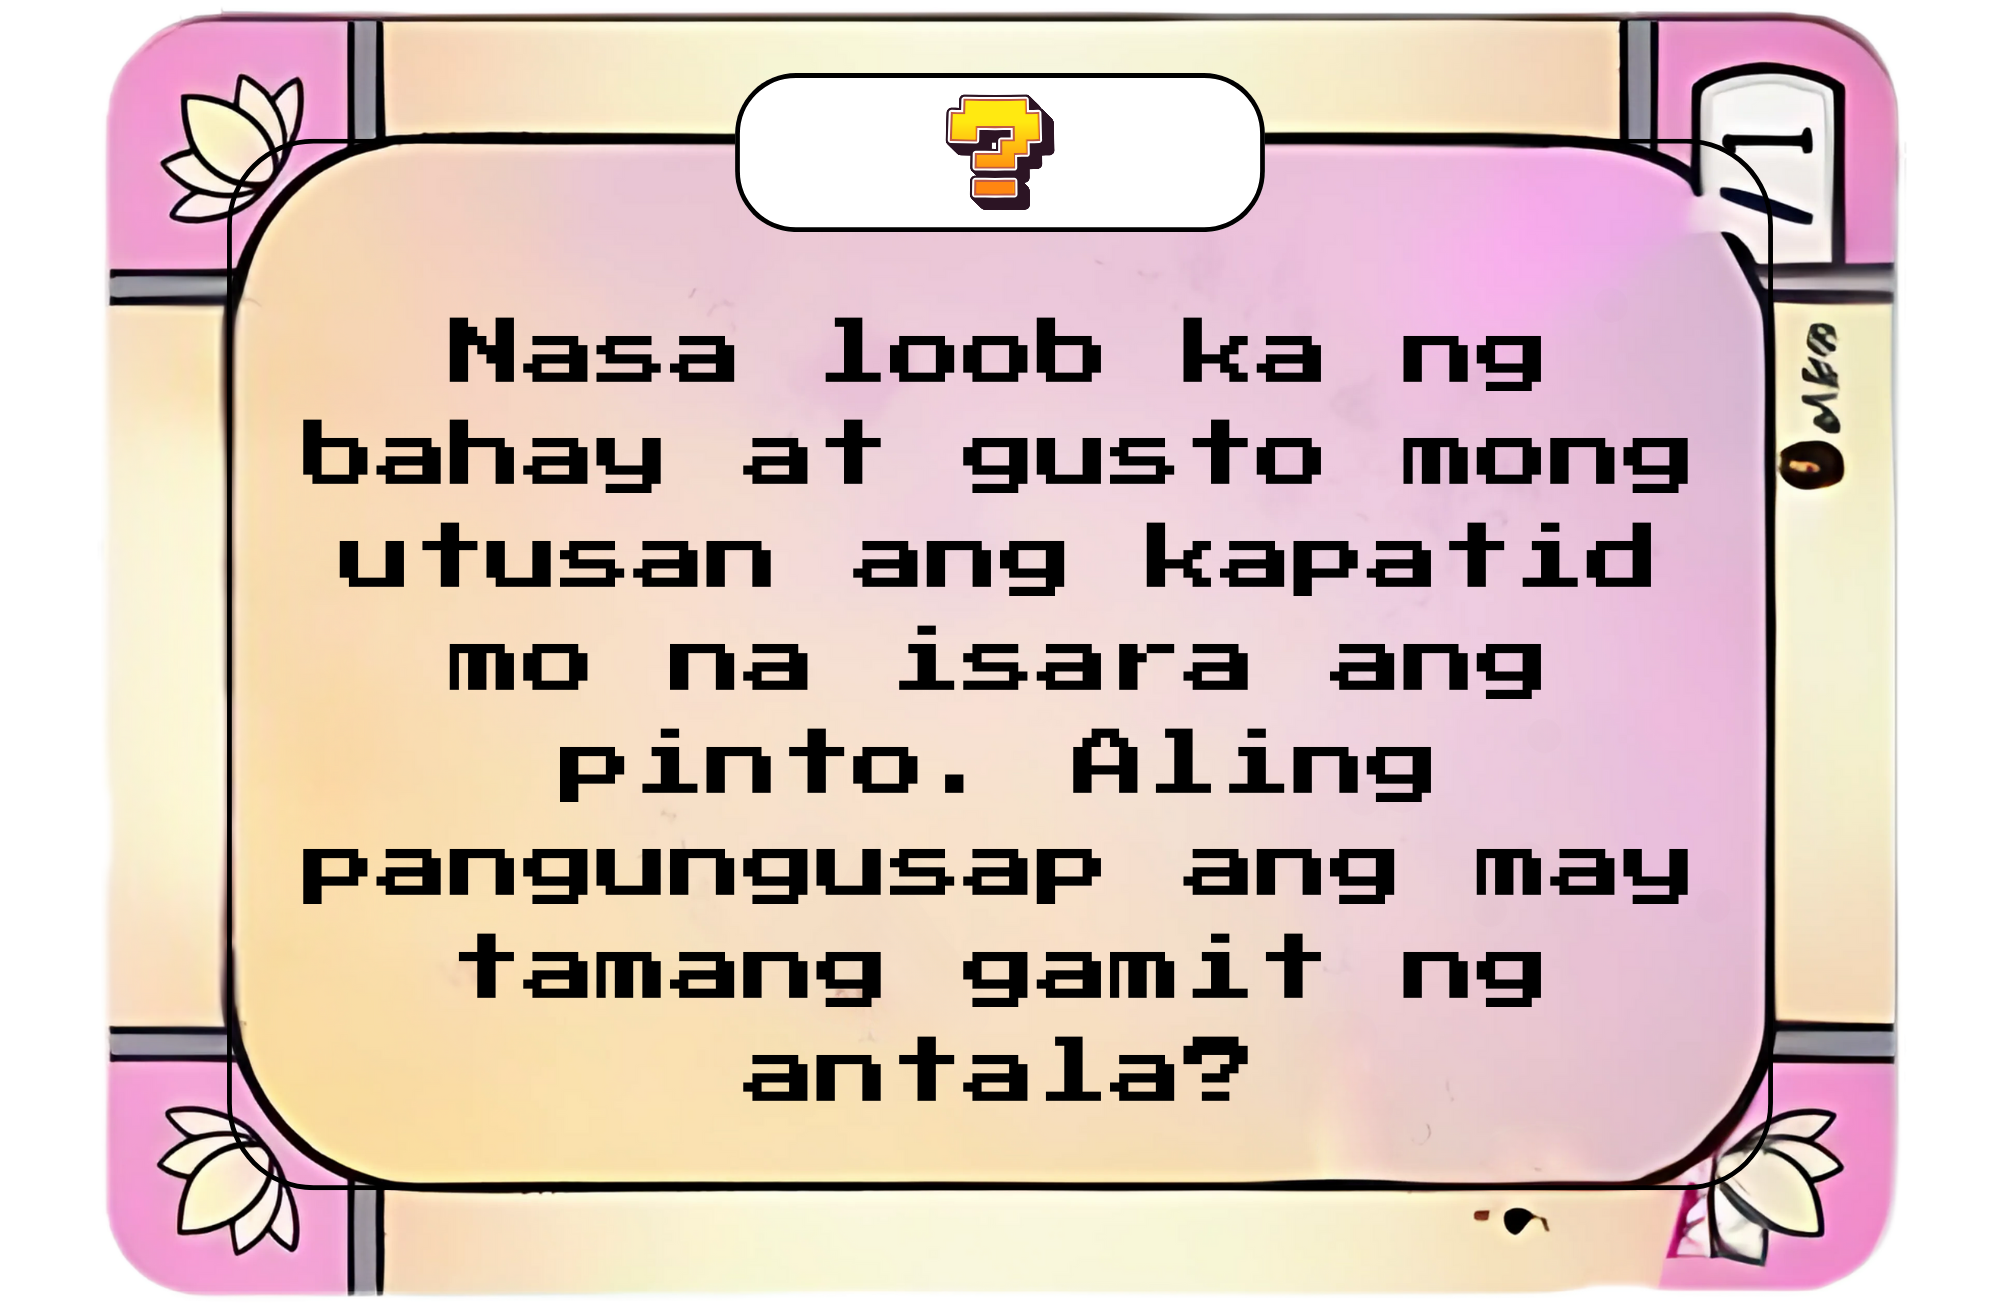 Nasa loob ka ng
bahay at gusto mong
utusan ang kapatid
mo na isara ang
pinto. Aling
pangungusap ang may
tamang gamit ng
antala?